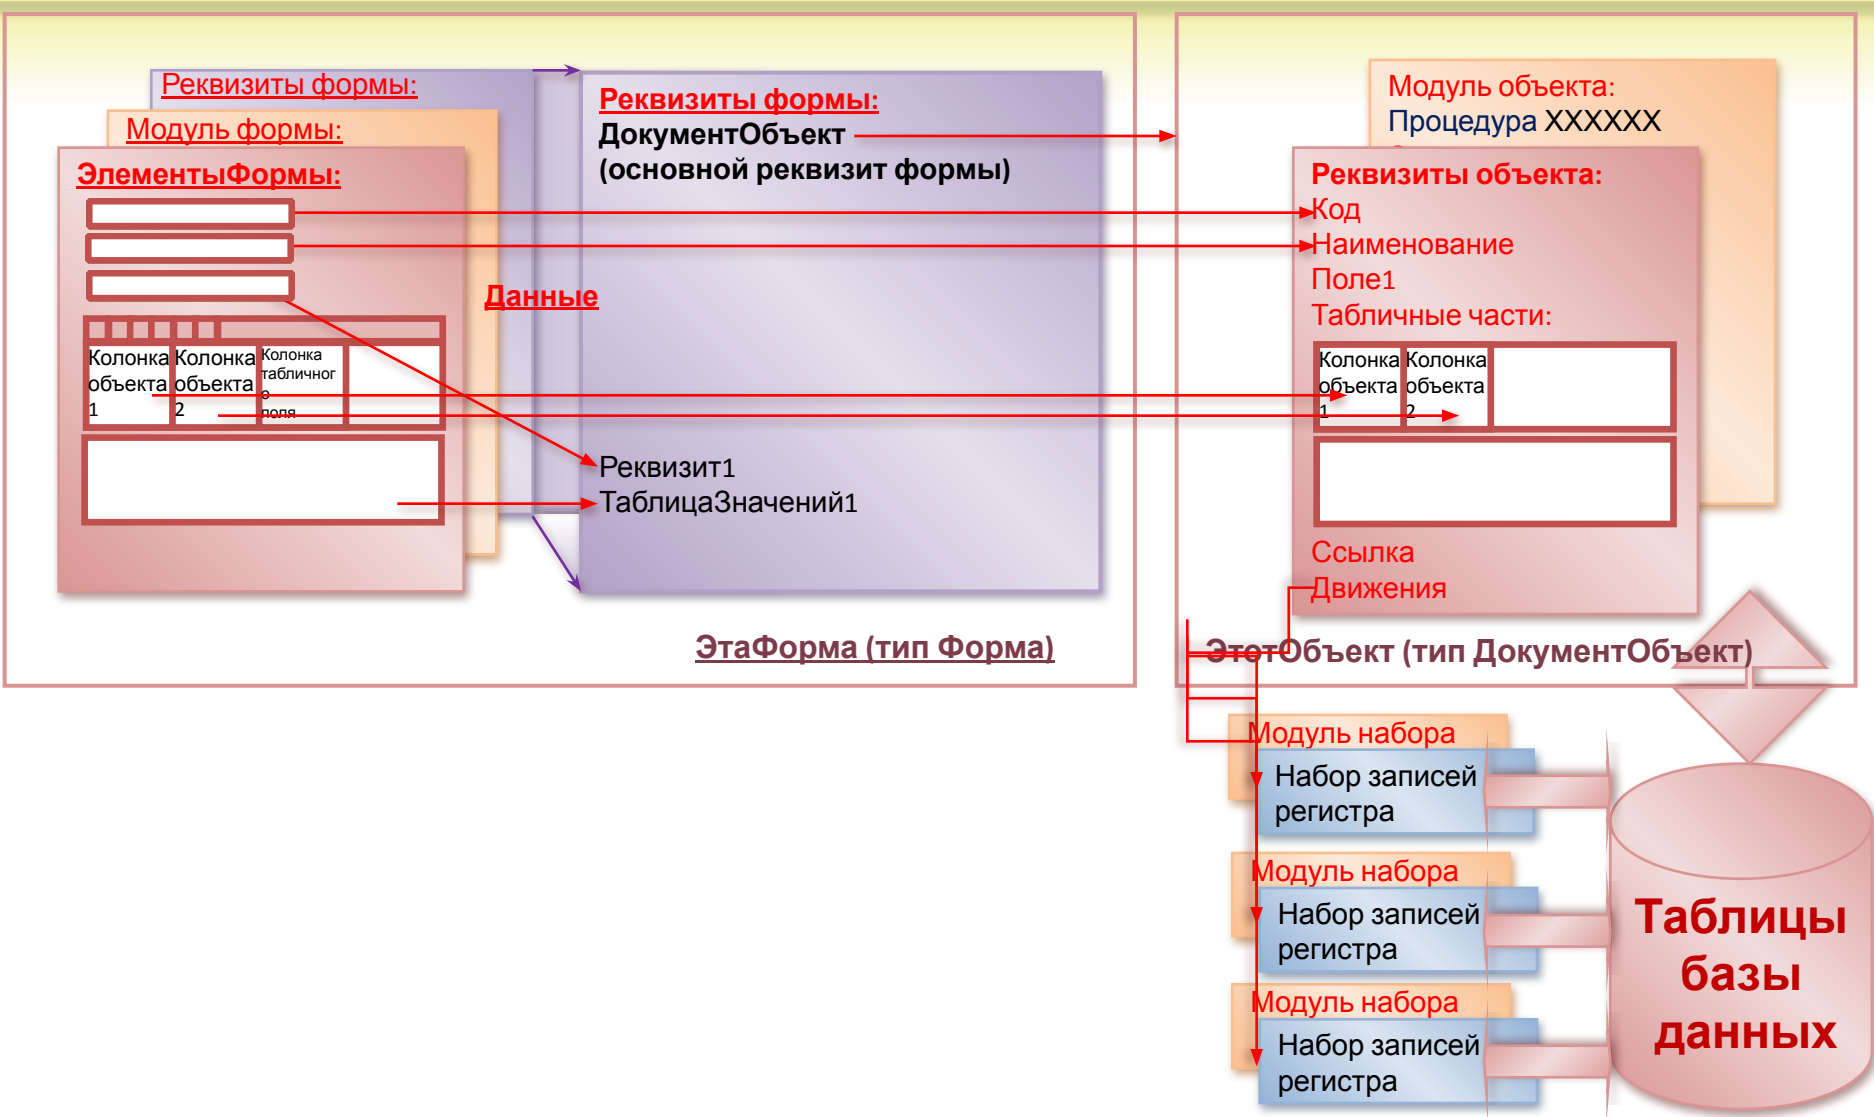 Реквизиты формы:
Модуль формы:
ЭлементыФормы:
Колонка
объекта
1
Колонка
объекта
2
Колонка
табличног
о
поля
Данные
Реквизиты формы:
ДокументОбъект
(основной реквизит формы)
Реквизит1
ТаблицаЗначений1
ЭтаФорма (тип Форма)
Модуль объекта:
Процедура XXXXXX
Реквизиты объекта:
Код
Наименование
Поле1
Табличные части:
Колонка
объекта
1
Колонка
объекта
2
Ссылка
Движения
ЭтотОбъект (тип ДокументОбъект)
Модуль набора
Набор записей
регистра
Модуль набора
Набор записей
регистра
Модуль набора
Набор записей
регистра
Таблицы
базы
данных